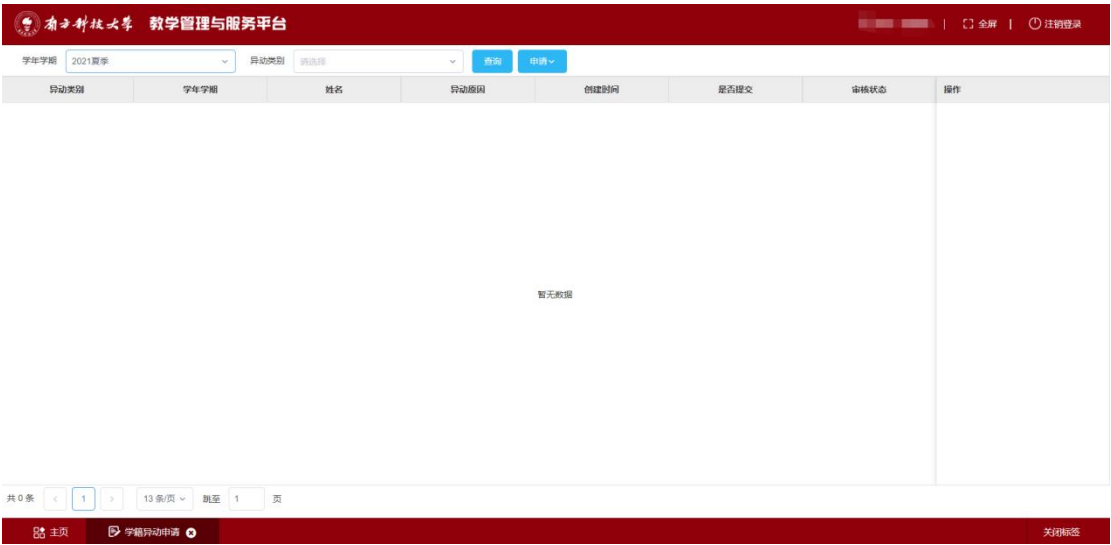 南方科技大学 教学管理与服务平台 | 全屏 | 注销登录
学年学期 2021夏季 异动类别 请选择 查询 申请
异动类别 学年学期 姓名 异动原因 创建时间 是否提交 审核状态 操作
暂无数据
共 0 条 < 1 > 13 条/页 跳至 1 页
主页 学籍异动申请 关闭标签